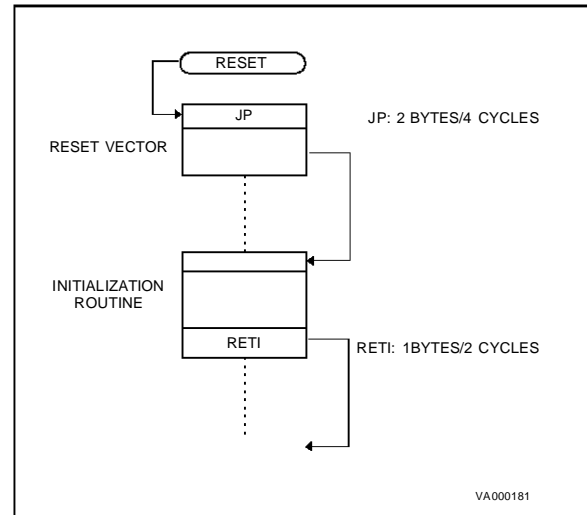 RESET
JP
JP: 2 BYTES/4 CYCLES
RESET VECTOR
INITIALIZATION
ROUTINE
RETI
RETI: 1BYTES/2 CYCLES
VA000181